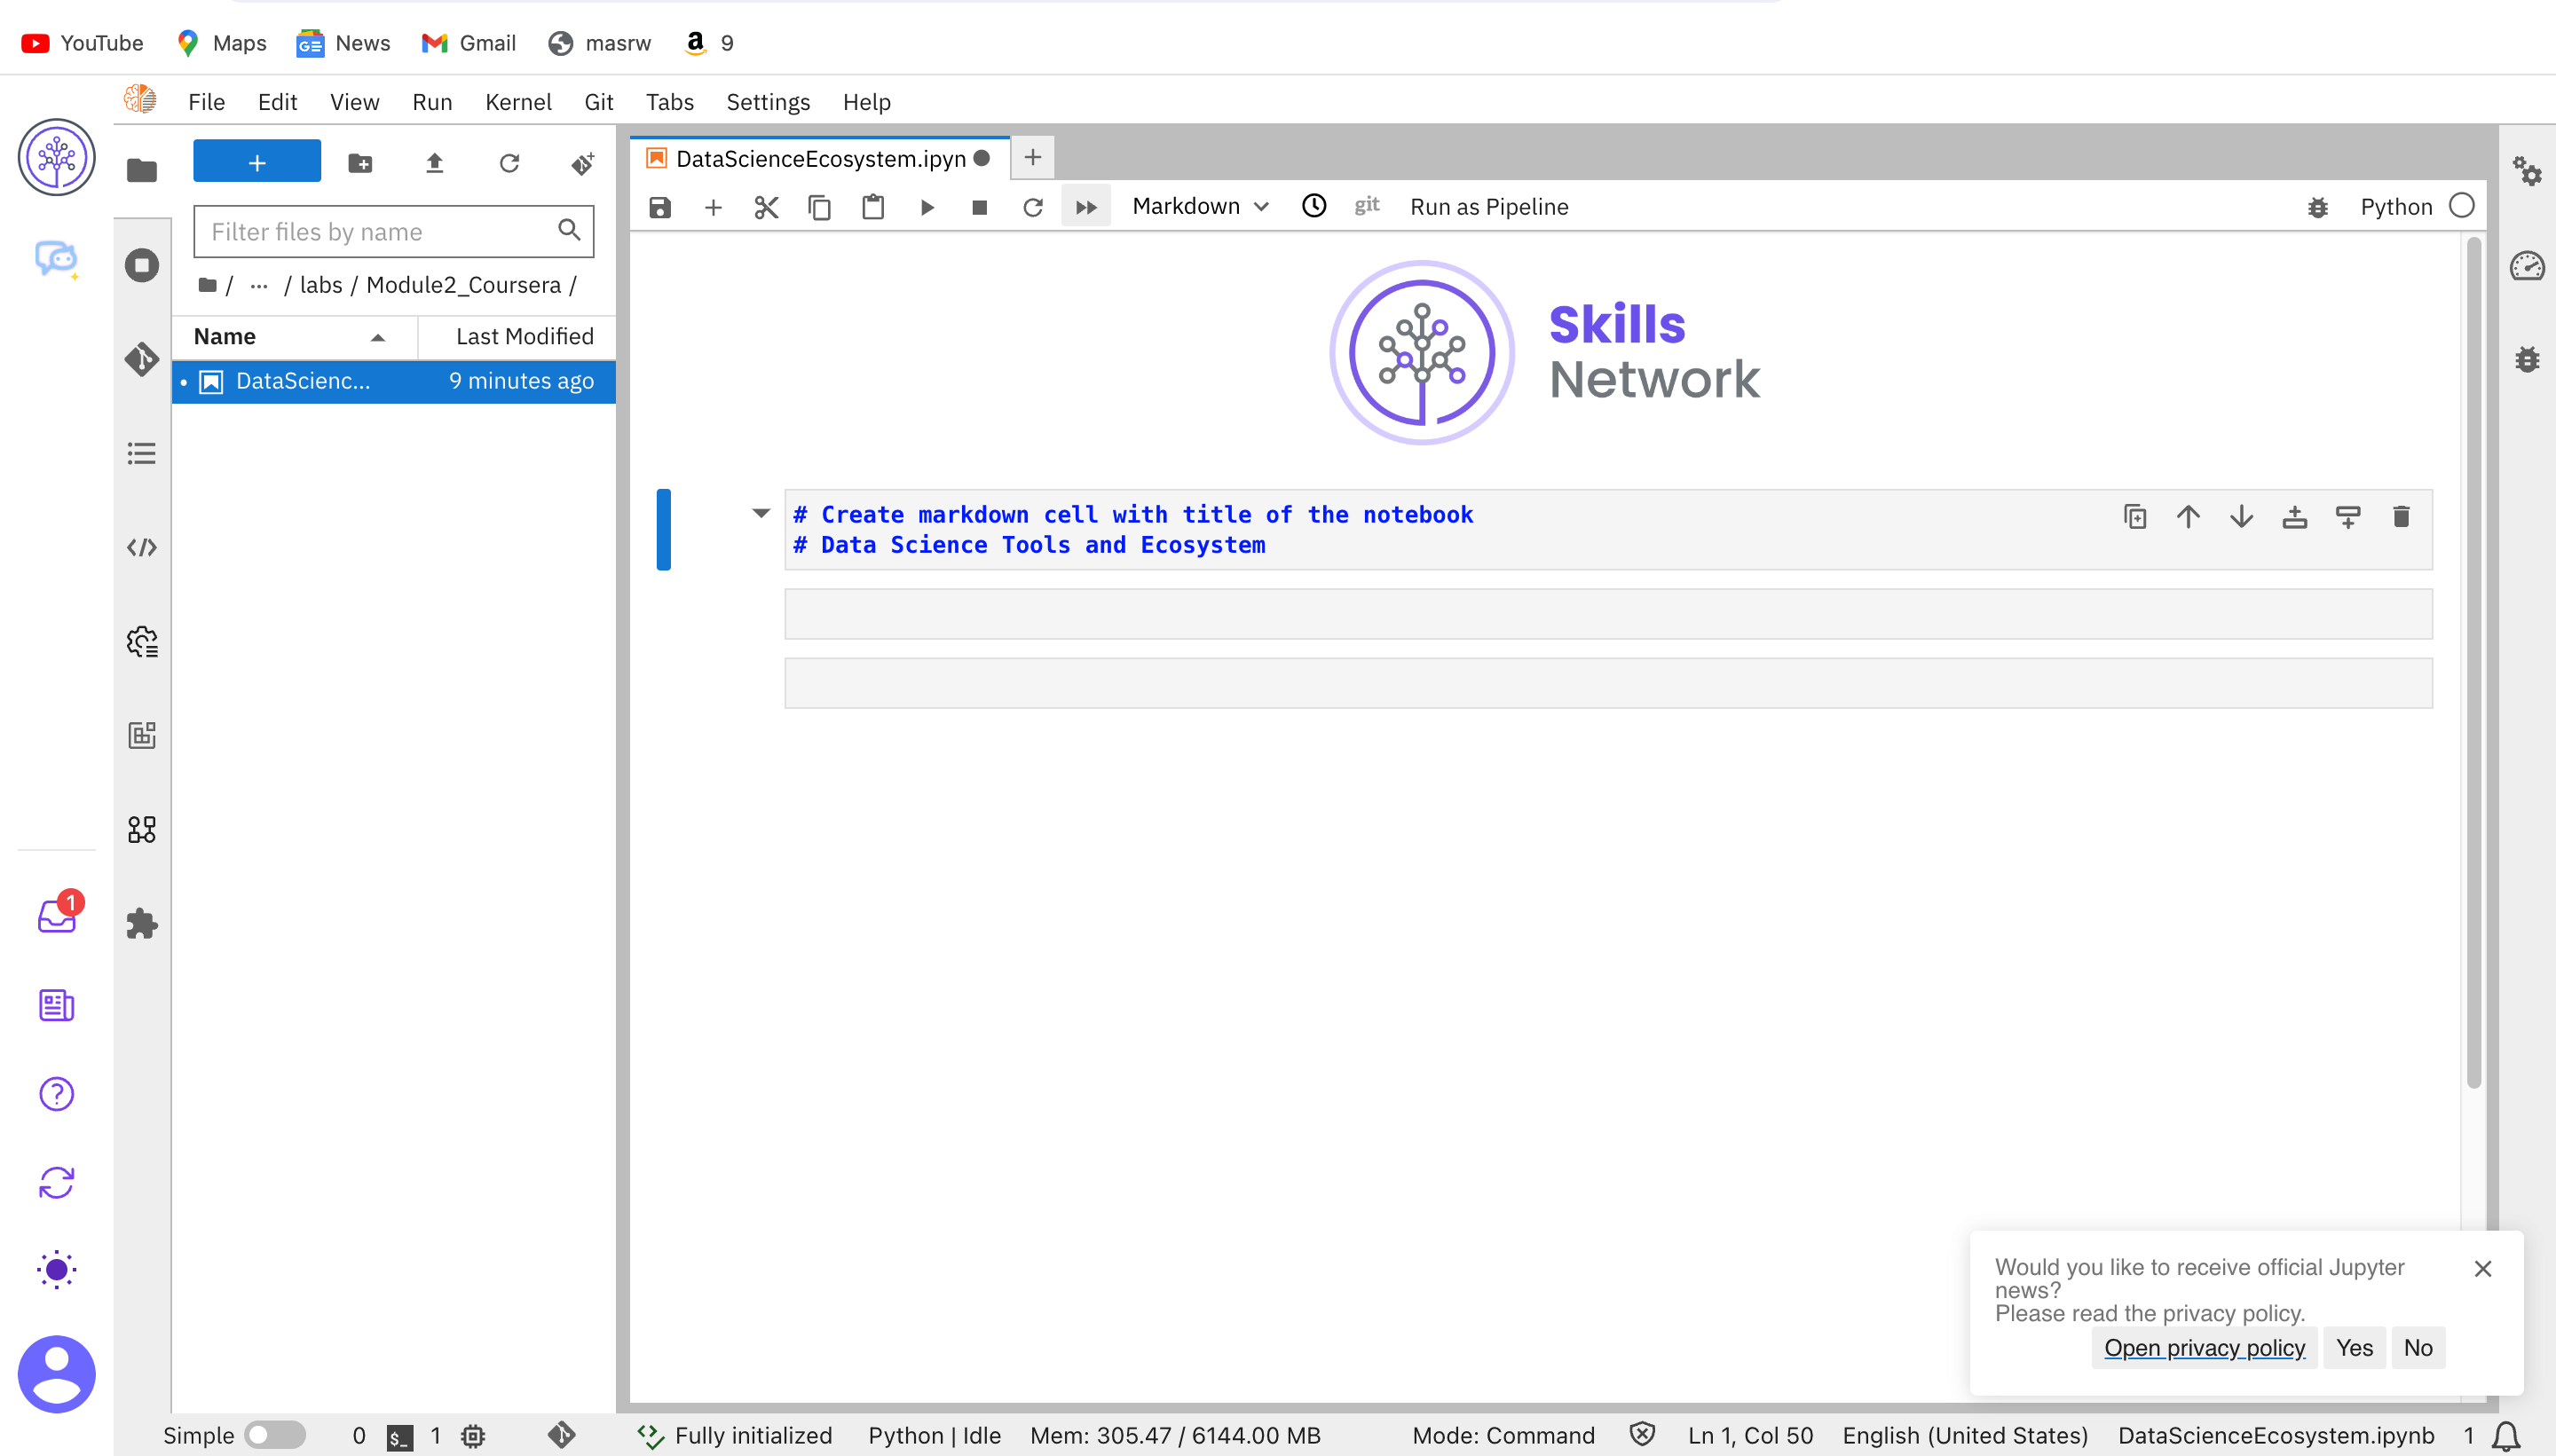 YouTube Maps News Gmail masrw 9
File Edit View Run Kernel Git Tabs Settings Help
DataScienceEcosystem.ipyn
Markdown git Run as Pipeline Python
Filter files by name
/ ... / labs / Module2_Coursera /
Name Last Modified
DataScienc... 9 minutes ago
Skills
Network
# Create markdown cell with title of the notebook
# Data Science Tools and Ecosystem
1
Would you like to receive official Jupyter
news?
Please read the privacy policy.
Open privacy policy Yes No
Simple 0 $_ 1 Fully initialized Python | Idle Mem: 305.47 / 6144.00 MB Mode: Command Ln 1, Col 50 English (United States) DataScienceEcosystem.ipynb 1